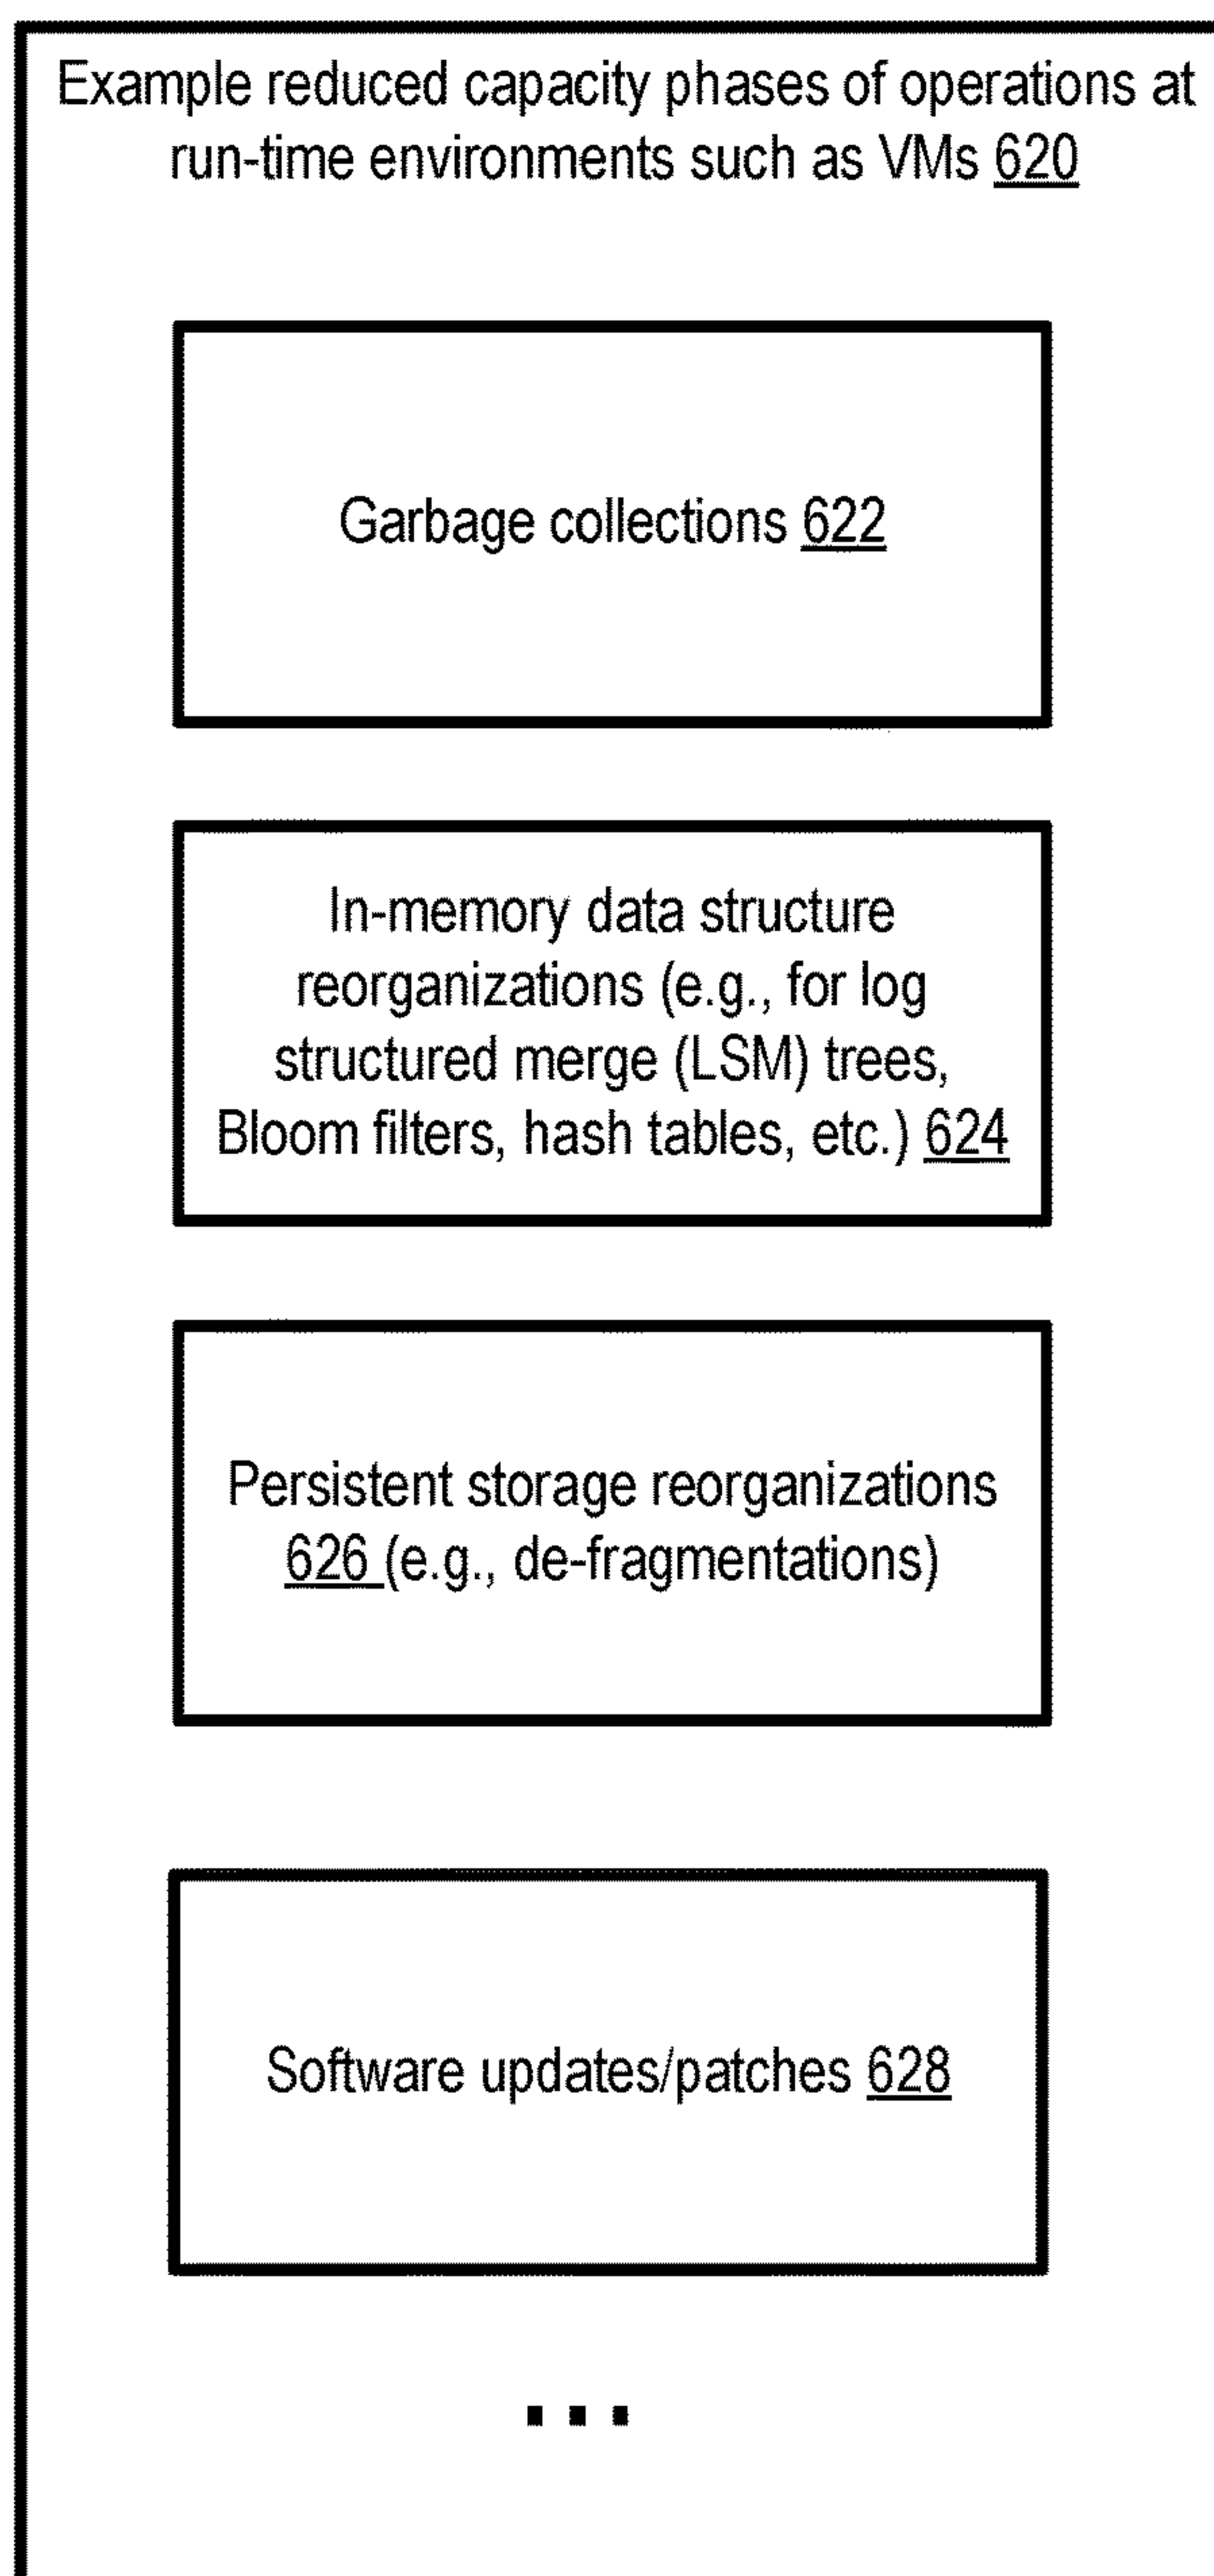 Example reduced capacity phases of operations at
run-time environments such as VMs 620
Garbage collections 622
In-memory data structure
reorganizations (e.g., for log
structured merge (LSM) trees,
Bloom filters, hash tables, etc.) 624
Persistent storage reorganizations
626 (e.g., de-fragmentations)
Software updates/patches 628
...